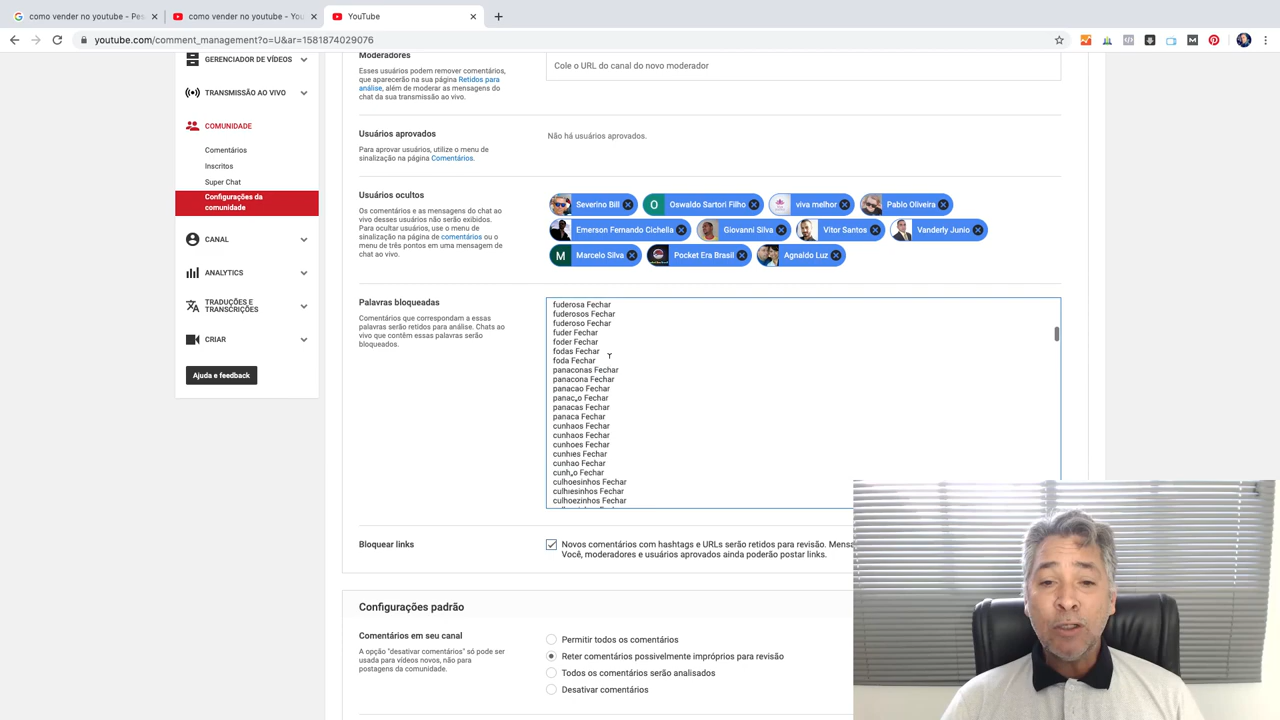 como vender no youtube - Pes
como vender no youtube - You
YouTube
youtube.com/comment_management?o=U&ar=1581874029076
GERENCIADOR DE VÍDEOS
TRANSMISSÃO AO VIVO
COMUNIDADE
Comentários
Inscritos
Super Chat
Configurações da
comunidade
CANAL
ANALYTICS
TRADUÇÕES E
TRANSCRIÇÕES
CRIAR
Ajuda e feedback
Moderadores
Esses usuários podem remover comentários,
que aparecerão na sua página Retidos para
análise, além de moderar as mensagens do
chat da sua transmissão ao vivo.
Cole o URL do canal do novo moderador
Usuários aprovados
Para aprovar usuários, utilize o menu de
sinalização na página Comentários.
Não há usuários aprovados.
Usuários ocultos
Os comentários e as mensagens do chat ao
vivo desses usuários não serão exibidos.
Para ocultar usuários, use o menu de
sinalização de comentários ou o
menu de três pontos em uma mensagem de
chat ao vivo.
Severino Bill
O Oswaldo Sartori Filho
viva melhor
Pablo Oliveira
Emerson Fernando Cichella
Giovanni Silva
Vitor Santos
Vanderly Junio
M Marcelo Silva
Pocket Era Brasil
Agnaldo Luz
Palavras bloqueadas
Comentários que correspondam a essas
palavras serão retidos para análise. Chats ao
vivo que contêm essas palavras serão
bloqueados.
fuderosa Fechar
fuderosos Fechar
fuderoso Fechar
fuder Fechar
foder Fechar
fodas Fechar
foda Fechar
panaconas Fechar
panacona Fechar
panacao Fechar
panac„o Fechar
panacas Fechar
panaca Fechar
cunhaos Fechar
cunhaos Fechar
cunhoes Fechar
cunhıes Fechar
cunhao Fechar
cunh„o Fechar
culhoesinhos Fechar
culhıesinhos Fechar
culhoezinhos Fechar
Bloquear links
Novos comentários com hashtags e URLs serão retidos para revisão. Mensa
Você, moderadores e usuários aprovados ainda poderão postar links.
Configurações padrão
Comentários em seu canal
A opção "desativar comentários" só pode ser
usada para vídeos novos, não para
postagens da comunidade.
Permitir todos os comentários
Reter comentários possivelmente impróprios para revisão
Todos os comentários serão analisados
Desativar comentários